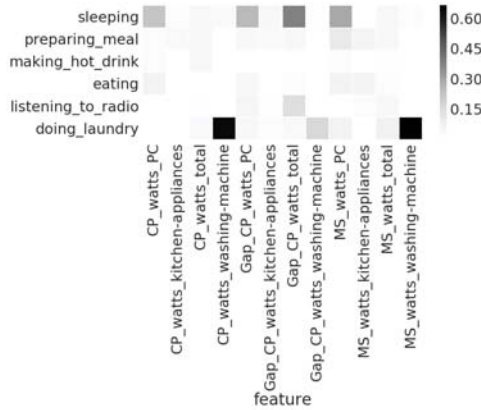 sleeping
preparing_meal
making_hot_drink
eating
listening_to_radio
doing_laundry
0.60
0.45
0.30
0.15
CP_watts_PC
CP_watts_kitchen-appliances
CP_watts_total
CP_watts_washing-machine
Gap_CP_watts_PC
Gap_CP_watts_kitchen-appliances
Gap_CP_watts_total
Gap_CP_watts_washing-machine
MS_watts_PC
MS_watts_kitchen-appliances
MS_watts_total
MS_watts_washing-machine
feature